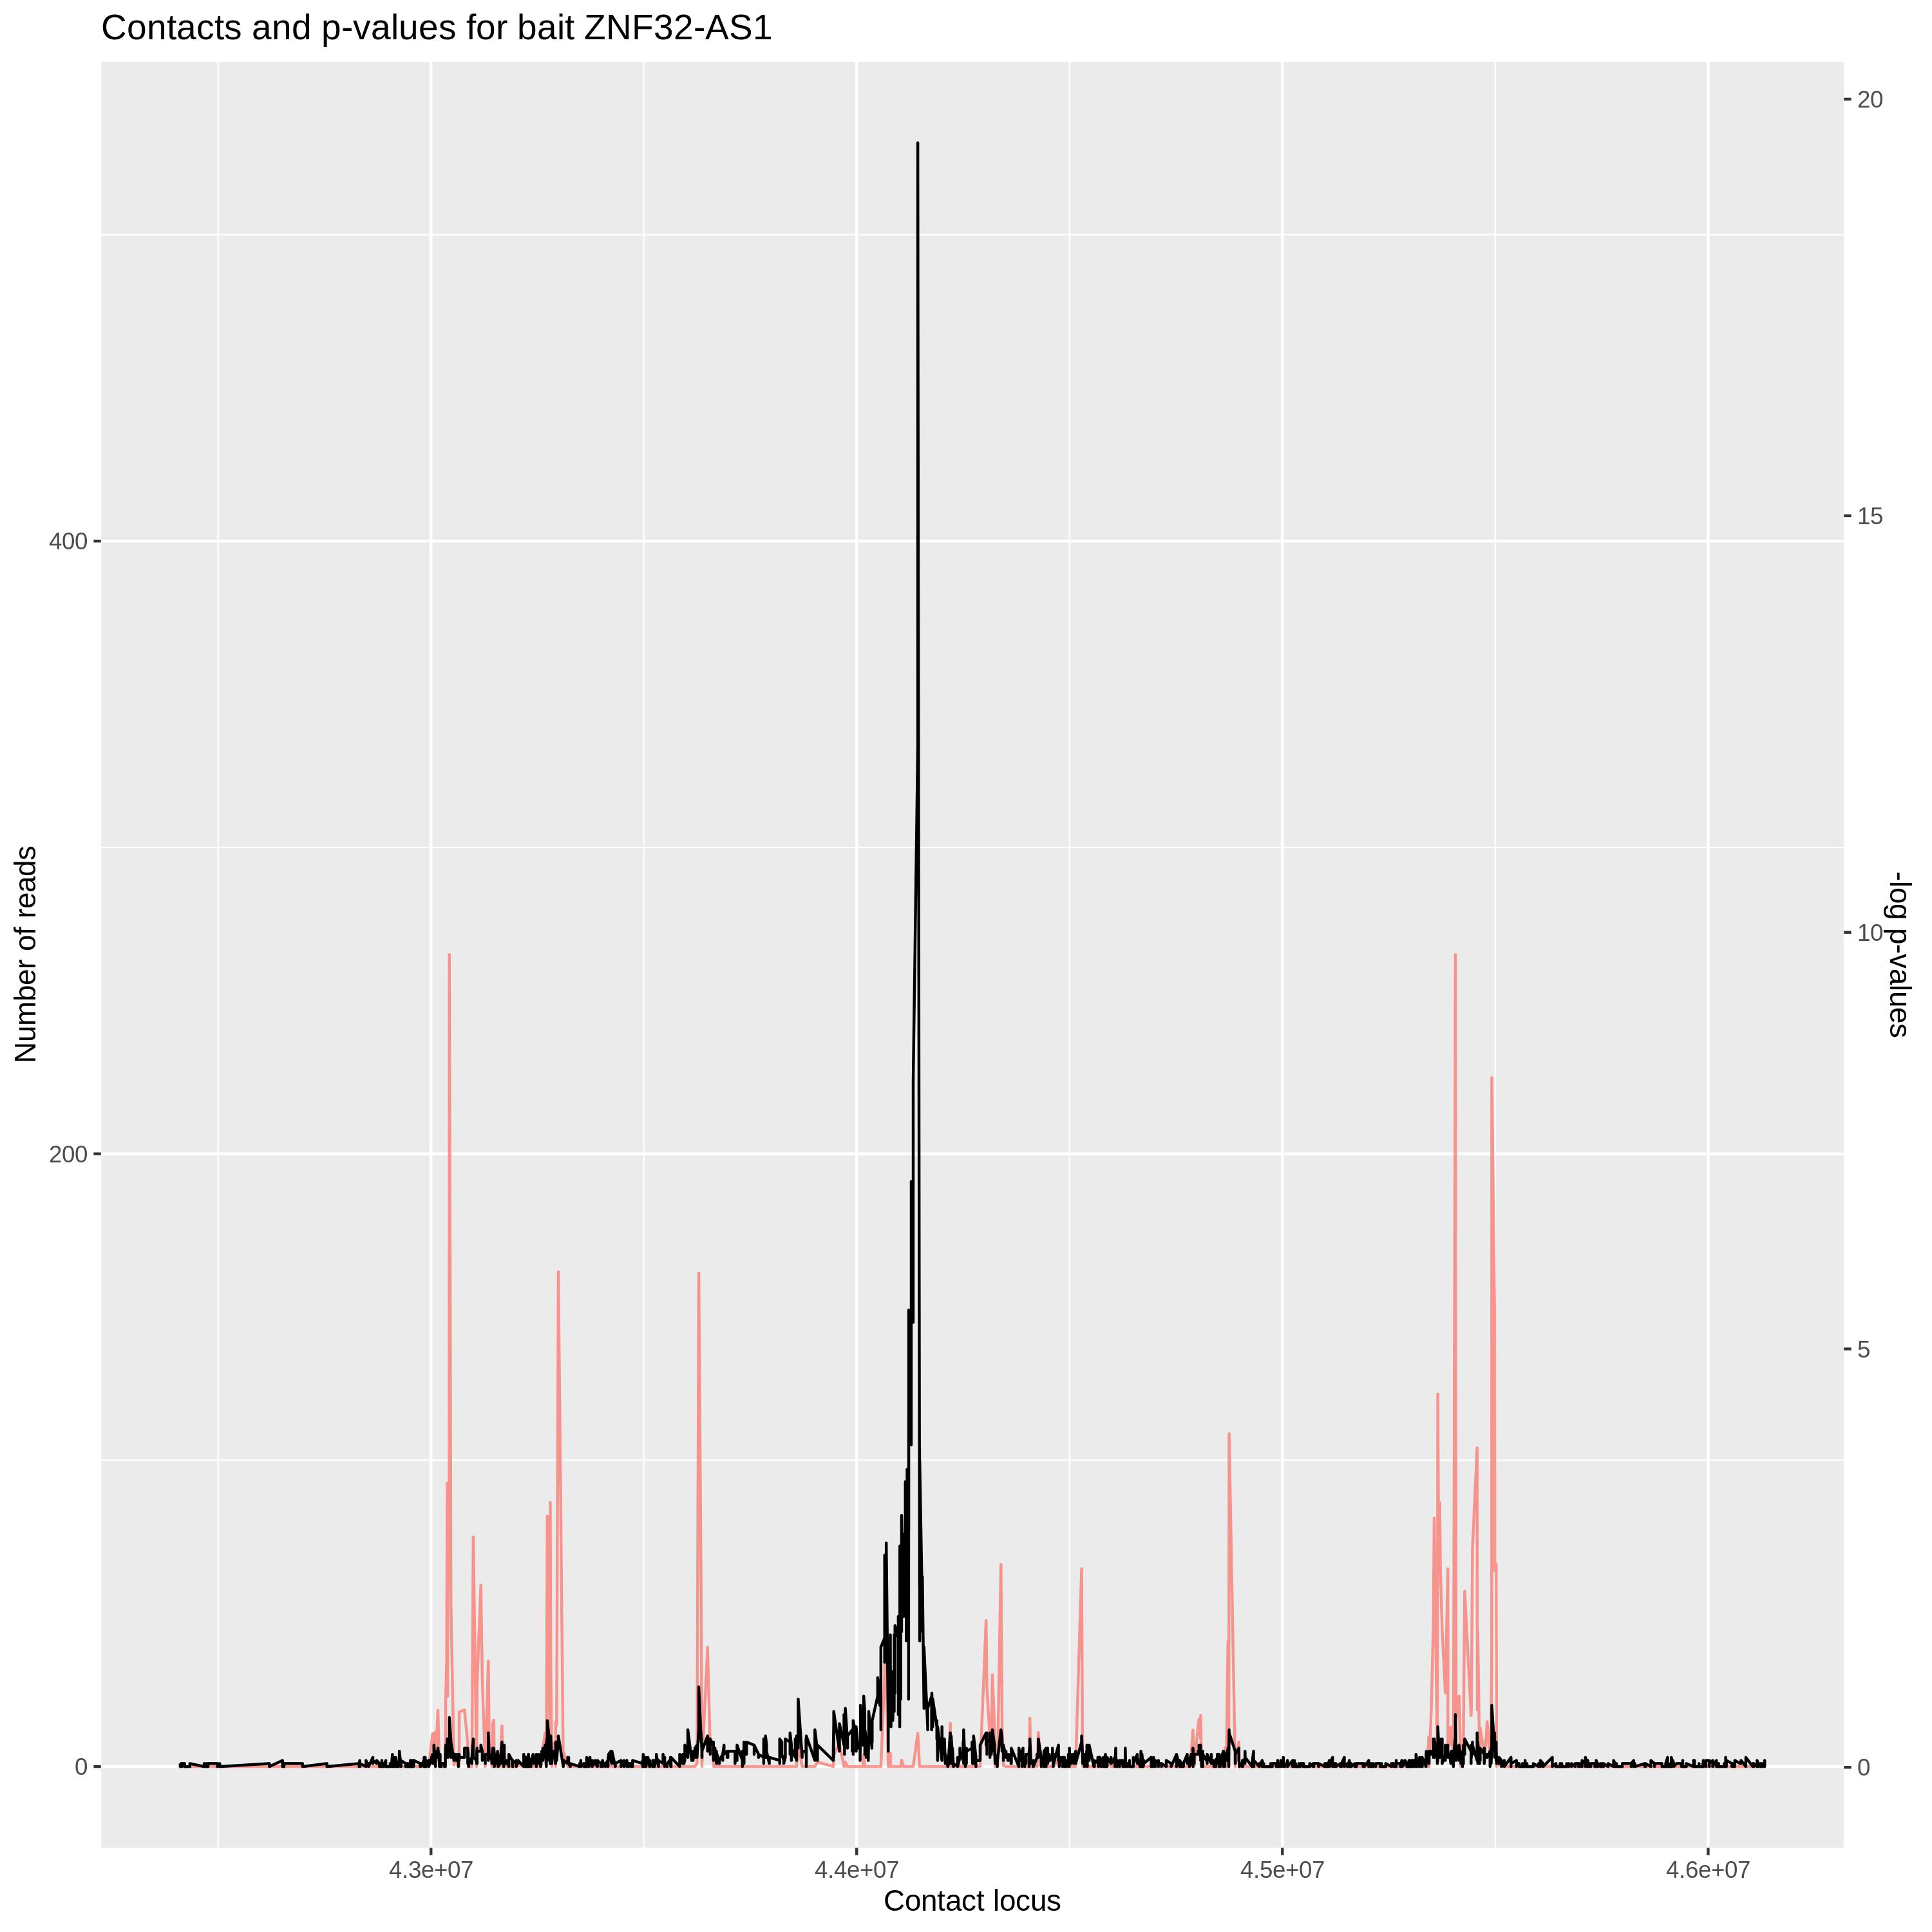 Contacts and p-values for bait ZNF32-AS1
20
15
10
5
0
-log p-values
400
200
0
Number of reads
4.3e+07 4.4e+07 4.5e+07 4.6e+07
Contact locus